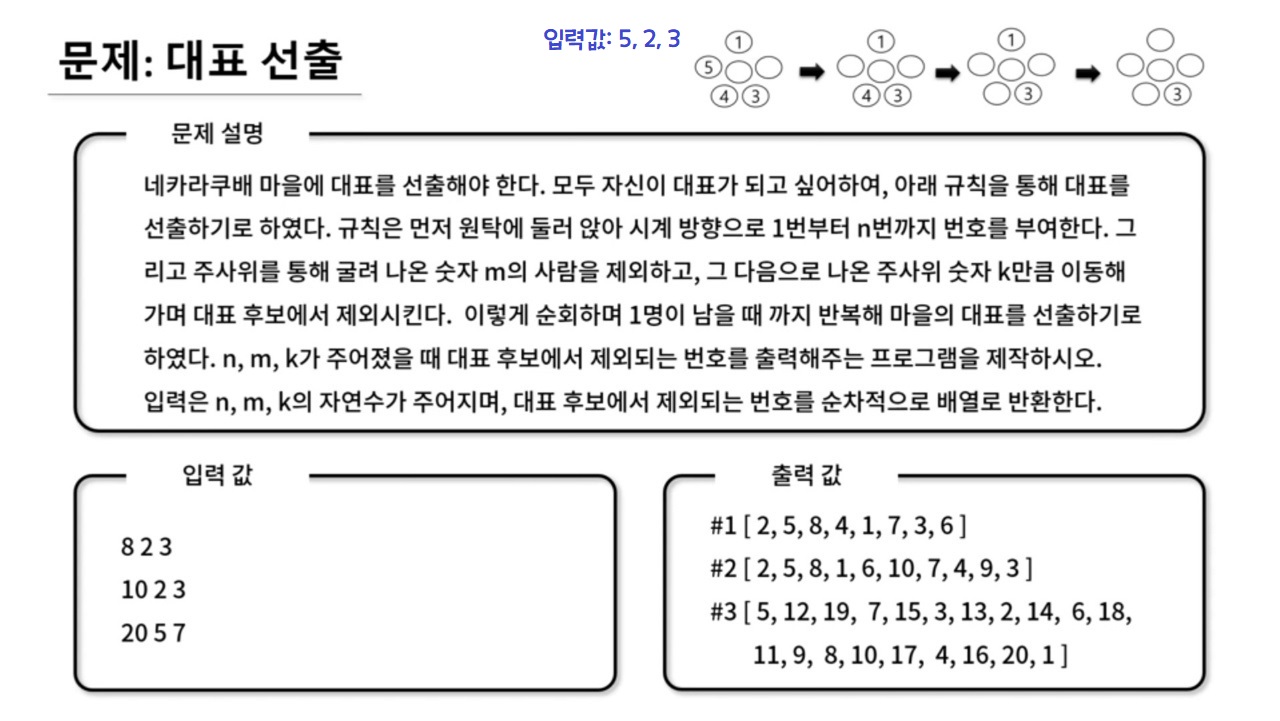 문제: 대표 선출
입력값: 5, 2, 3
1
5
4 3
1
4 3
1
3
3
문제 설명
네카라쿠배 마을에 대표를 선출해야 한다. 모두 자신이 대표가 되고 싶어하여, 아래 규칙을 통해 대표를
선출하기로 하였다. 규칙은 먼저 원탁에 둘러 앉아 시계 방향으로 1번부터 n번까지 번호를 부여한다. 그
리고 주사위를 통해 굴려 나온 숫자 m의 사람을 제외하고, 그 다음으로 나온 주사위 숫자 k만큼 이동해
가며 대표 후보에서 제외시킨다. 이렇게 순회하며 1명이 남을 때 까지 반복해 마을의 대표를 선출하기로
하였다. n, m, k가 주어졌을 때 대표 후보에서 제외되는 번호를 출력해주는 프로그램을 제작하시오.
입력은 n, m, k의 자연수가 주어지며, 대표 후보에서 제외되는 번호를 순차적으로 배열로 반환한다.
입력 값
8 2 3
10 2 3
20 5 7
출력 값
#1 [ 2, 5, 8, 4, 1, 7, 3, 6 ]
#2 [ 2, 5, 8, 1, 6, 10, 7, 4, 9, 3 ]
#3 [ 5, 12, 19, 7, 15, 3, 13, 2, 14, 6, 18,
11, 9, 8, 10, 17, 4, 16, 20, 1 ]